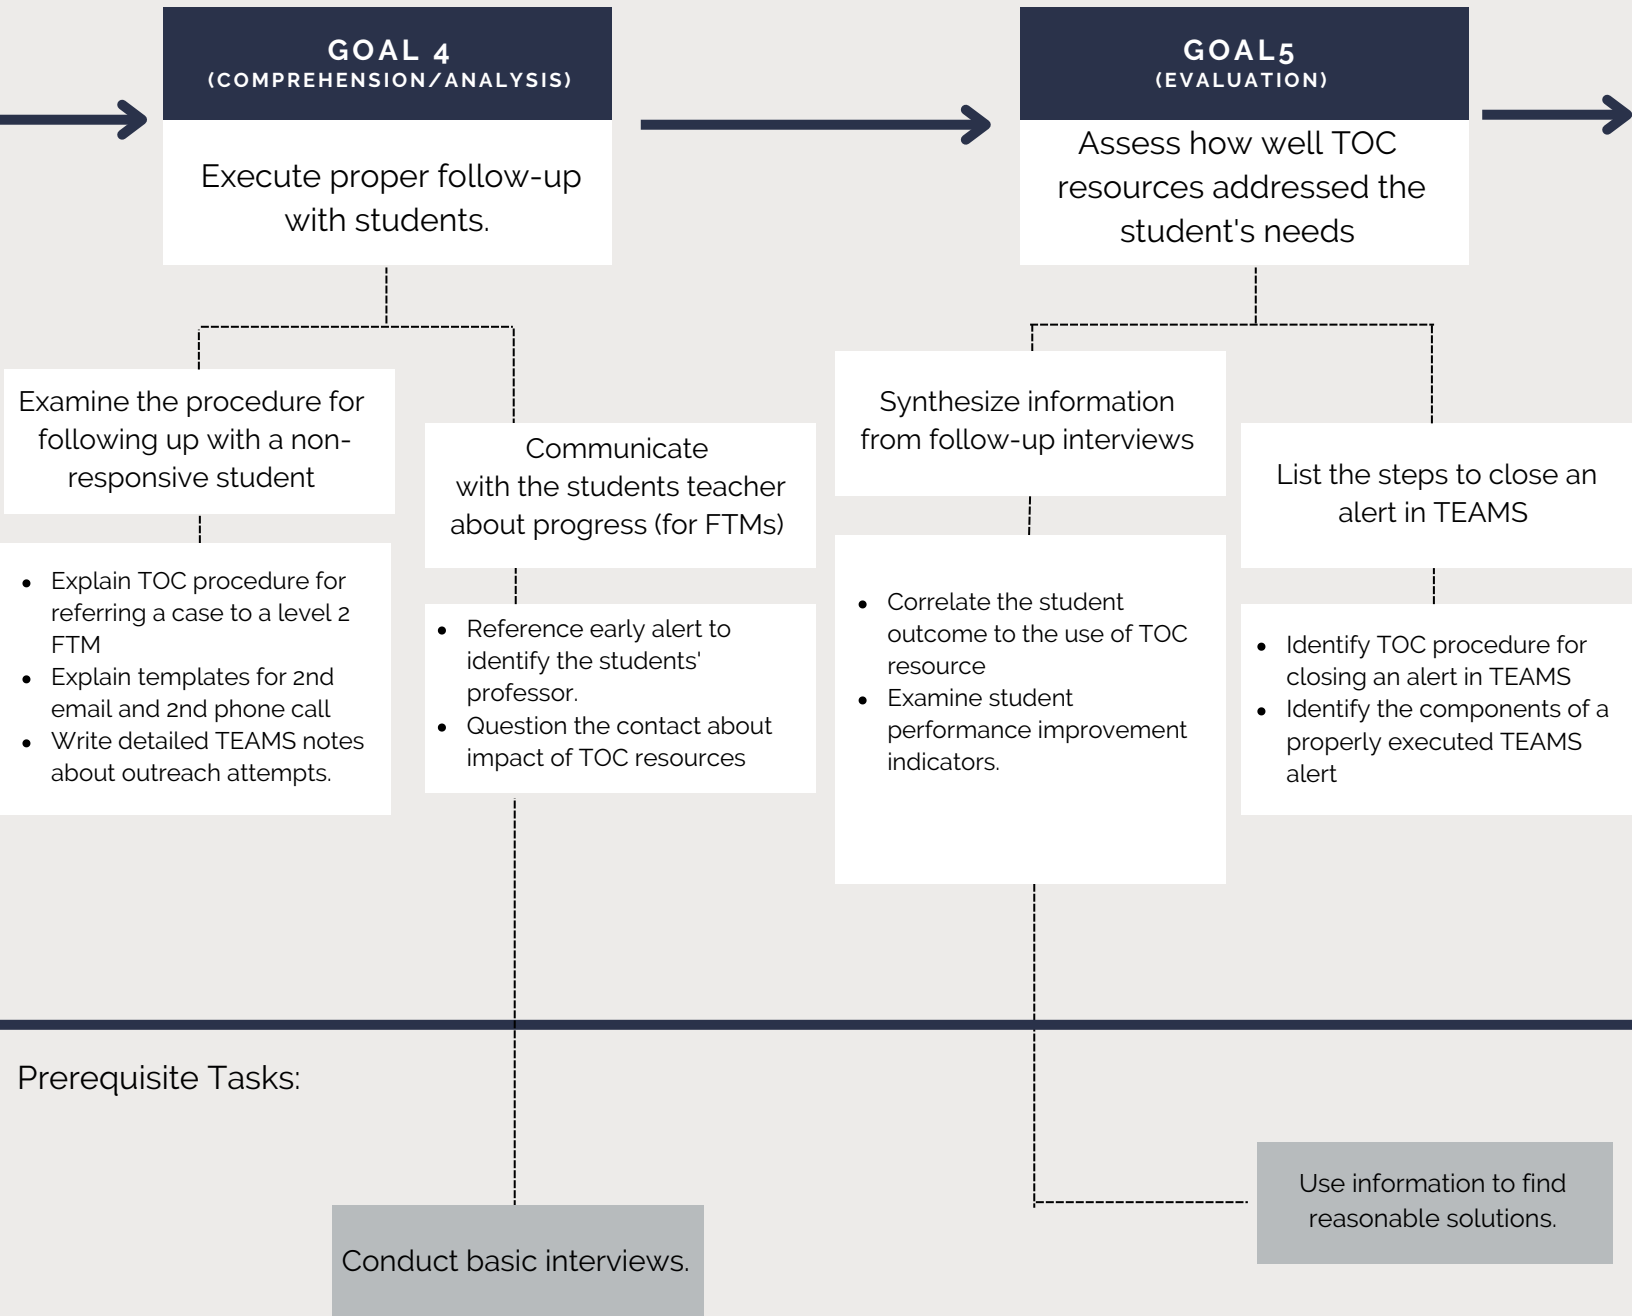 GOAL 4
(COMPREHENSION/ANALYSIS)
Execute proper follow-up
with students.
Examine the procedure for
following up with a non-
responsive student
• Explain TOC procedure for
referring a case to a level 2
FTM
• Explain templates for 2nd
email and 2nd phone call
• Write detailed TEAMS notes
about outreach attempts.
Communicate
with the students teacher
about progress (for FTMs)
• Reference early alert to
identify the students'
professor.
• Question the contact about
impact of TOC resources
GOAL5
(EVALUATION)
Assess how well TOC
resources addressed the
student's needs
Synthesize information
from follow-up interviews
• Correlate the student
outcome to the use of TOC
resource
• Examine student
performance improvement
indicators.
List the steps to close an
alert in TEAMS
• Identify TOC procedure for
closing an alert in TEAMS
• Identify the components of a
properly executed TEAMS
alert
Prerequisite Tasks:
Conduct basic interviews.
Use information to find
reasonable solutions.